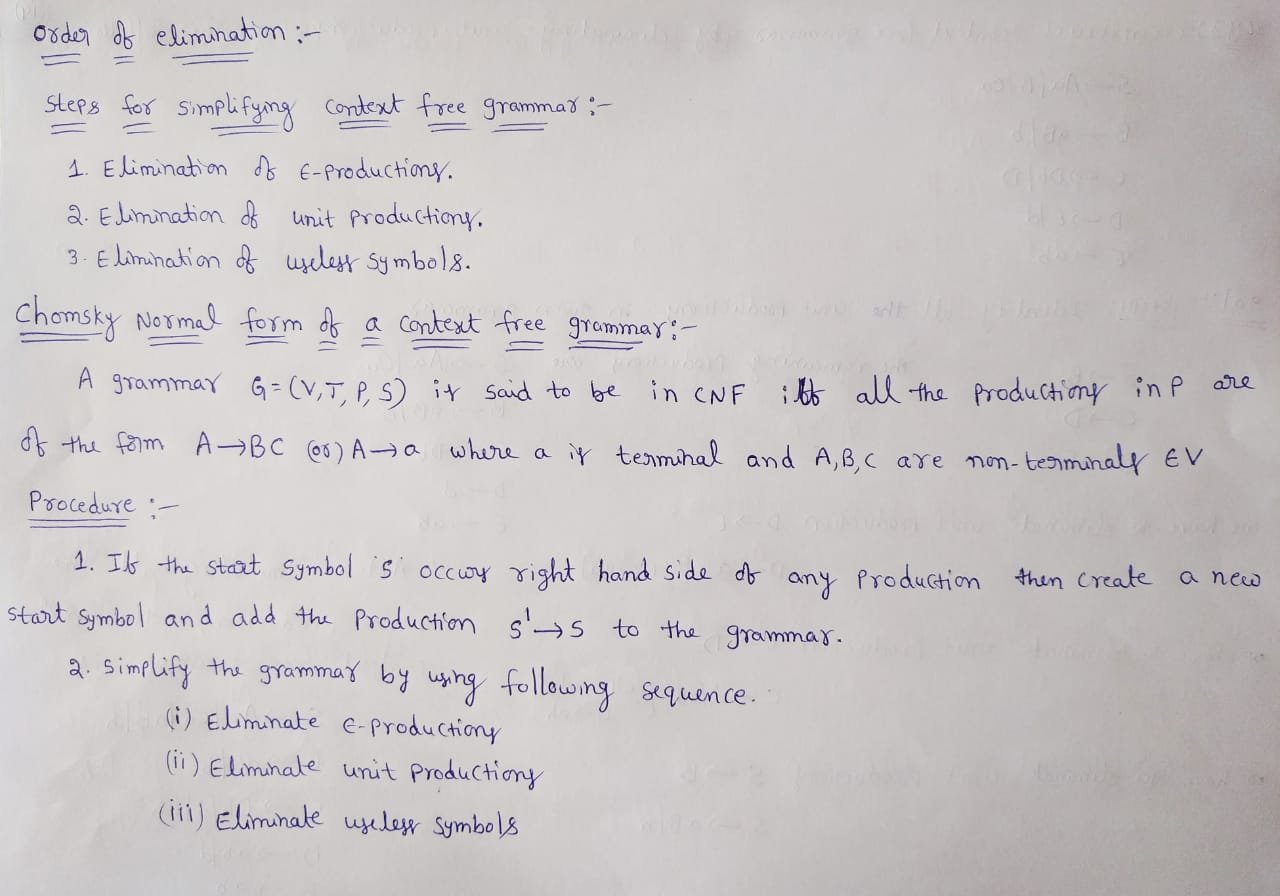 Order of elimination :-
Steps for simplifying context free grammar :-
1. Elimination of ε-productions.
2. Elimination of unit productions.
3. Elimination of useless symbols.
Chomsky Normal form of a context free grammar:-
A grammar G=(V,T,P,S) is said to be in CNF iff all the productions in P are
of the form A→BC (or) A→a where a is terminal and A,B,C are non-terminals ∈ V
Procedure :-
1. If the start symbol 's' occurs right hand side of any production then create a new
start symbol and add the production s'→s to the grammar.
2. Simplify the grammar by using following sequence.
(i) Eliminate ε-productions
(ii) Eliminate unit productions
(iii) Eliminate useless symbols